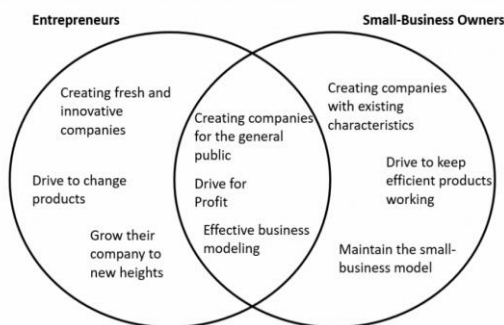 Entrepreneurs
Small-Business Owners
Creating fresh and
innovative
companies
Drive to change
products
Grow their
company to
new heights
Creating companies
for the general
public
Drive for
Profit
Effective business
modeling
Creating companies
with existing
characteristics
Drive to keep
efficient products
working
Maintain the small-
business model